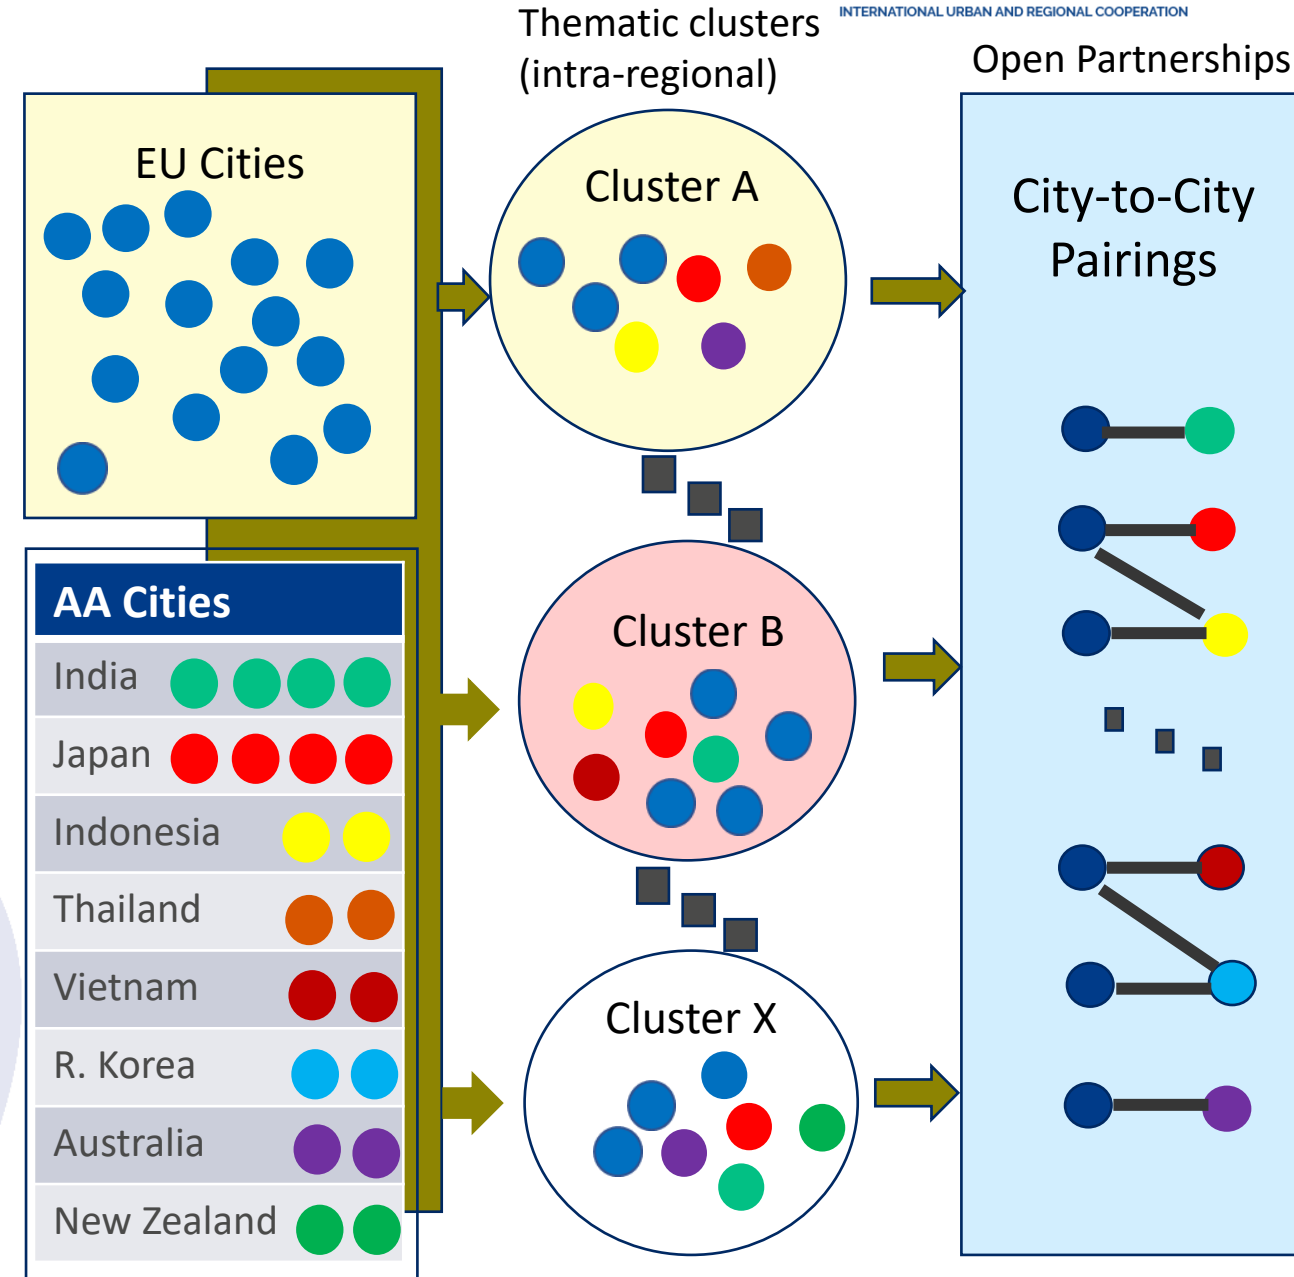 INTERNATIONAL URBAN AND REGIONAL COOPERATION
Thematic clusters
(intra-regional)
Open Partnerships
EU Cities
Cluster A
City-to-City
Pairings
AA Cities
India
Japan
Indonesia
Thailand
Vietnam
R. Korea
Australia
New Zealand
Cluster B
Cluster X